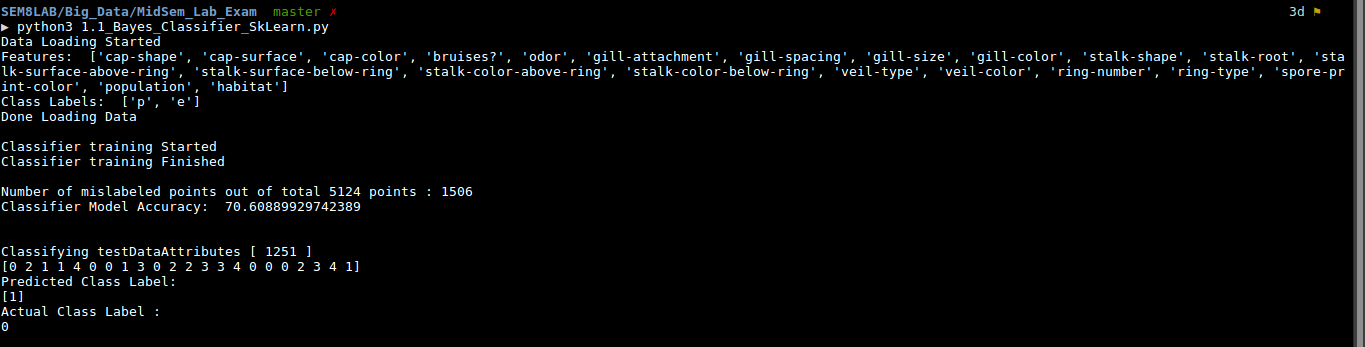 SEM8LAB/Big_Data/MidSem_Lab_Exam master ✗ 3d ⚑
▶ python3 1.1_Bayes_Classifier_SkLearn.py
Data Loading Started
Features:  ['cap-shape', 'cap-surface', 'cap-color', 'bruises?', 'odor', 'gill-attachment', 'gill-spacing', 'gill-size', 'gill-color', 'stalk-shape', 'stalk-root', 'sta
lk-surface-above-ring', 'stalk-surface-below-ring', 'stalk-color-above-ring', 'stalk-color-below-ring', 'veil-type', 'veil-color', 'ring-number', 'ring-type', 'spore-pr
int-color', 'population', 'habitat']
Class Labels:  ['p', 'e']
Done Loading Data
Classifier training Started
Classifier training Finished
Number of mislabeled points out of total 5124 points : 1506
Classifier Model Accuracy:  70.60889929742389
Classifying testDataAttributes [ 1251 ]
[0 2 1 1 4 0 0 1 3 0 2 2 3 3 4 0 0 0 2 3 4 1]
Predicted Class Label:
[1]
Actual Class Label :
0